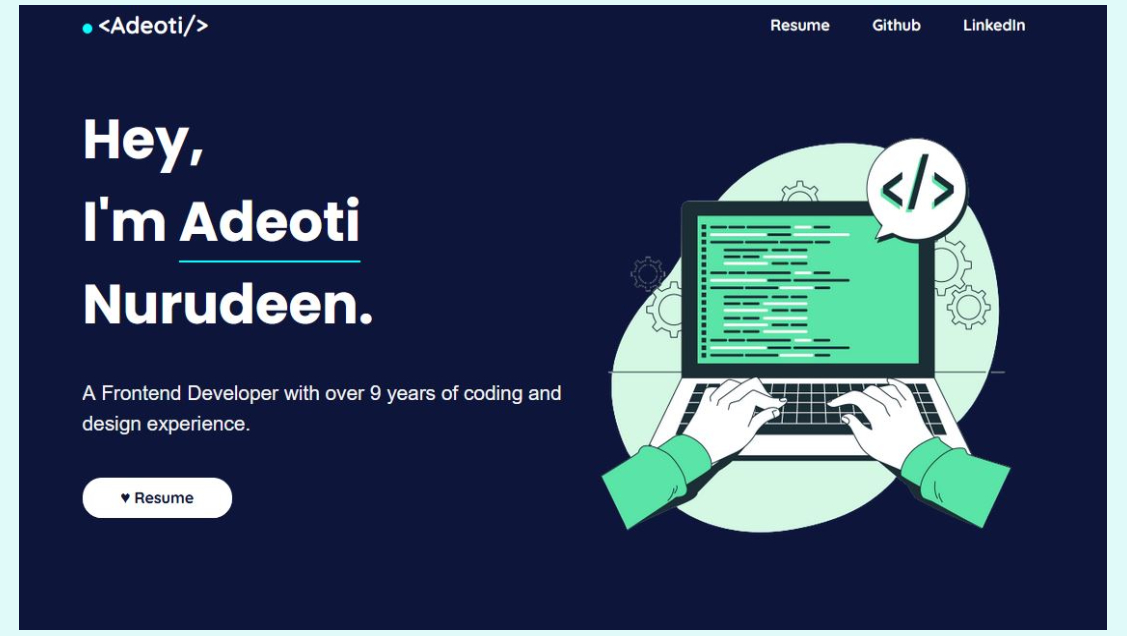 <Adeoti/>
Resume Github LinkedIn
Hey,
I'm Adeoti
Nurudeen.
A Frontend Developer with over 9 years of coding and
design experience.
♥ Resume
</>